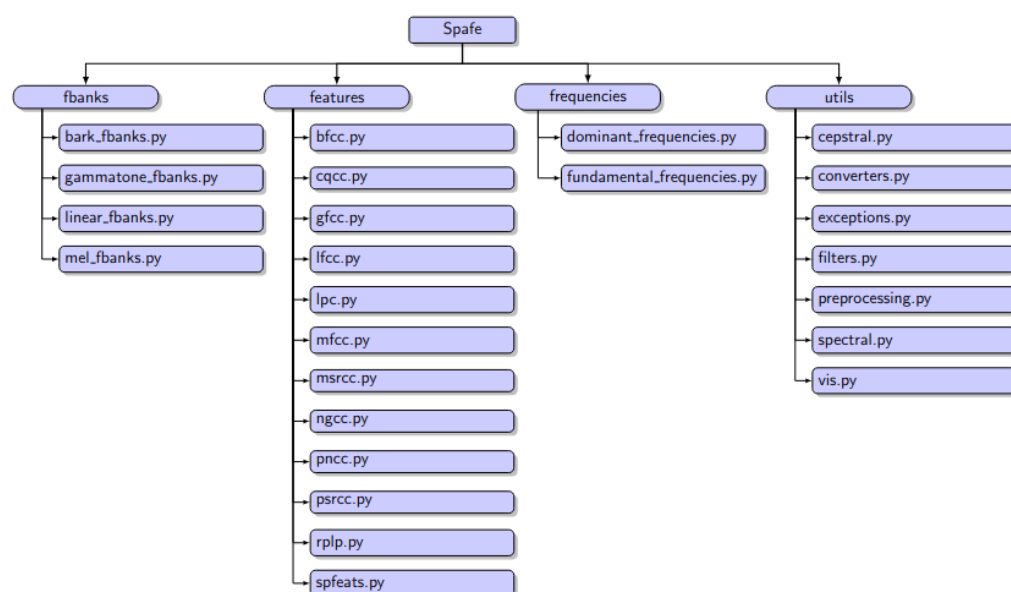 Spafe
fbanks
bark_fbanks.py
gammatone_fbanks.py
linear_fbanks.py
mel_fbanks.py
features
bfcc.py
cqcc.py
gfcc.py
lfcc.py
lpc.py
mfcc.py
msrcc.py
ngcc.py
pncc.py
psrcc.py
rplp.py
spfeats.py
frequencies
dominant_frequencies.py
fundamental_frequencies.py
utils
cepstral.py
converters.py
exceptions.py
filters.py
preprocessing.py
spectral.py
vis.py